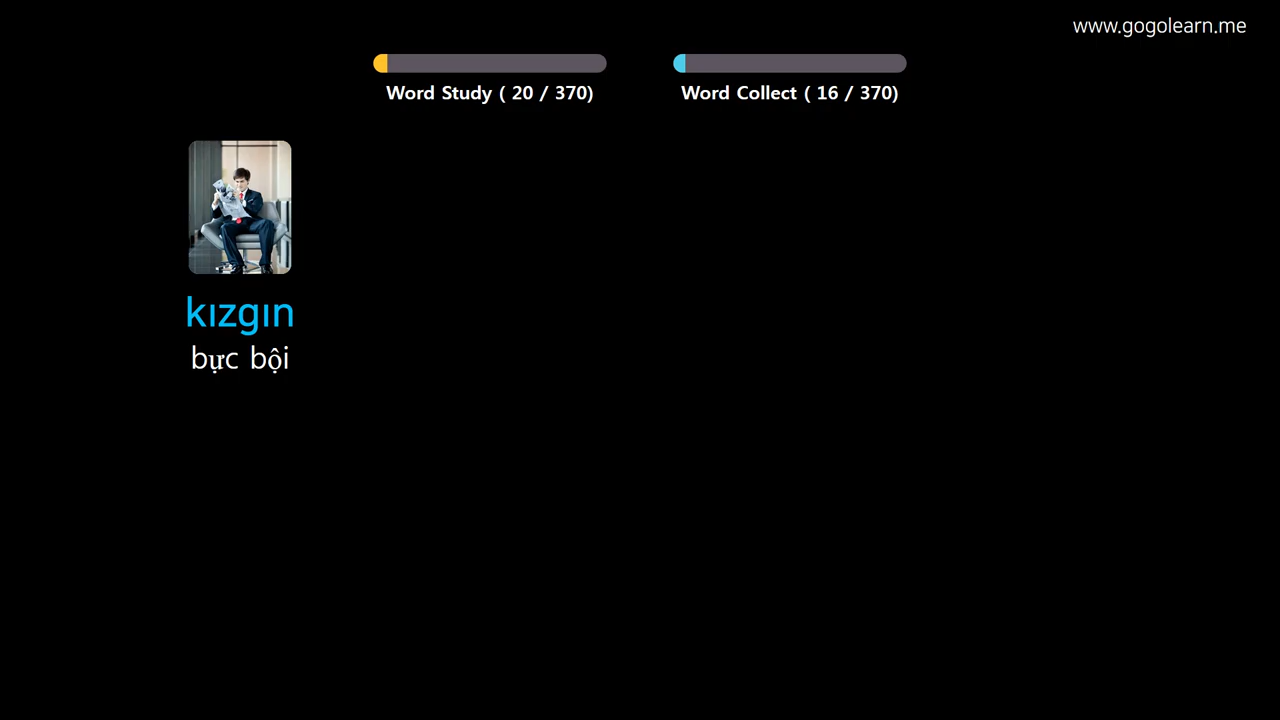 www.gogolearn.me
Word Study ( 20 / 370)
Word Collect ( 16 / 370)
kızgın
bực bội